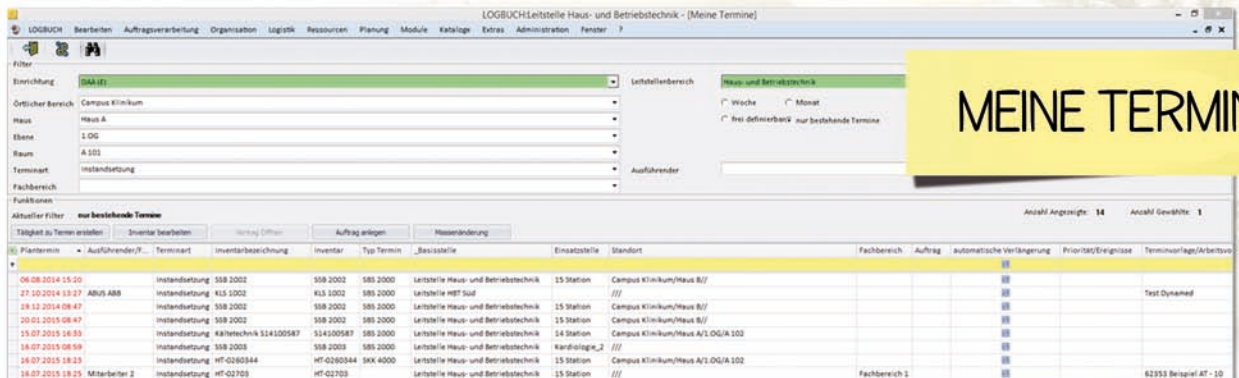 LOGBUCH:Leitstelle Haus- und Betriebstechnik - [Meine Termine]
LOGBUCH Bearbeiten Auftragsverarbeitung Organisation Logistik Ressourcen Planung Module Kataloge Extras Administration Fenster ?
Filter
Einrichtung DAA (E) Leitstellenbereich Haus- und Betriebstechnik
Örtlicher Bereich Campus Klinikum Woche Monat
Haus Haus A frei definierbar nur bestehende Termine
MEINE TERMIN
Ebene 1.OG
Raum A 101
Terminart Instandsetzung Ausführender
Fachbereich
Funktionen
Aktueller Filter nur bestehende Termine Anzahl Angezeigte: 14 Anzahl Gewählte: 1
Tätigkeit zu Termin erstellen Inventar bearbeiten Vertrag Öffnen Auftrag anlegen Massenänderung
Plantermin Ausführender/F... Terminart Inventarbezeichnung Inventar Typ Termin _Basisstelle Einsatzstelle Standort Fachbereich Auftrag automatische Verlängerung Priorität/Ereignisse Terminvorlage/Arbeitsvo
06.08.2014 15:20 Instandsetzung SSB 2002 SSB 2002 SBS 2000 Leitstelle Haus- und Betriebstechnik 15 Station Campus Klinikum/Haus B//
27.10.2014 13:27 ABUS ABB Instandsetzung KLS 1002 KLS 1002 SBS 2000 Leitstelle HBT Süd /// Test Dynamed
19.12.2014 08:47 Instandsetzung SSB 2002 SSB 2002 SBS 2000 Leitstelle Haus- und Betriebstechnik 15 Station Campus Klinikum/Haus B//
20.01.2015 08:47 Instandsetzung SSB 2002 SSB 2002 SBS 2000 Leitstelle Haus- und Betriebstechnik 15 Station Campus Klinikum/Haus B//
15.07.2015 16:33 Instandsetzung Kältetechnik S14100587 S14100587 SBS 2000 Leitstelle Haus- und Betriebstechnik 14 Station Campus Klinikum/Haus A/1.OG/A 102
16.07.2015 08:59 Instandsetzung SSB 2003 SSB 2003 SBS 2000 Leitstelle Haus- und Betriebstechnik Kardiologie_2 ///
16.07.2015 18:23 Instandsetzung HT-0260344 HT-0260344 SKK 4000 Leitstelle Haus- und Betriebstechnik 15 Station Campus Klinikum/Haus A/1.OG/A 102
16.07.2015 18:25 Mitarbeiter 2 Instandsetzung HT-02703 HT-02703 Leitstelle Haus- und Betriebstechnik 15 Station /// Fachbereich 1 62353 Beispiel AT - 10